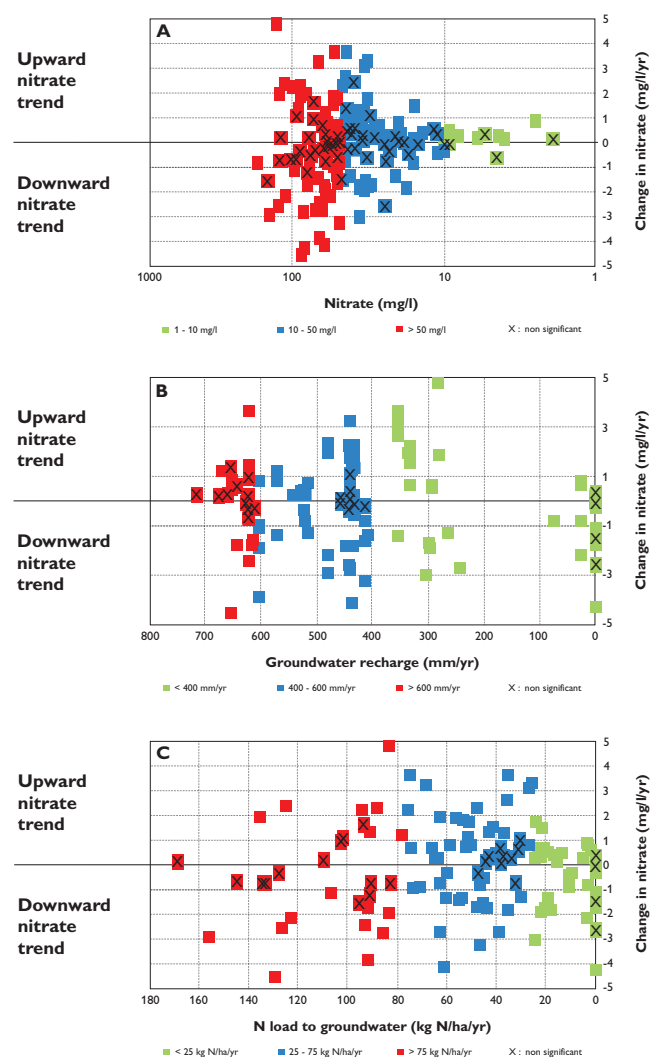 A
Upward
nitrate
trend
Downward
nitrate
trend
5
4
3
2
1
0
-1
-2
-3
-4
-5
Change in nitrate (mg/l/yr)
1000 100 10 1
Nitrate (mg/l)
1 - 10 mg/l 10 - 50 mg/l > 50 mg/l X : non significant
B
Upward
nitrate
trend
Downward
nitrate
trend
5
3
1
0
-1
-3
-5
Change in nitrate (mg/l/yr)
800 700 600 500 400 300 200 100 0
Groundwater recharge (mm/yr)
< 400 mm/yr 400 - 600 mm/yr > 600 mm/yr X : non significant
C
Upward
nitrate
trend
Downward
nitrate
trend
5
4
3
2
1
0
-1
-2
-3
-4
-5
Change in nitrate (mg/l/yr)
180 160 140 120 100 80 60 40 20 0
N load to groundwater (kg N/ha/yr)
< 25 kg N/ha/yr 25 - 75 kg N/ha/yr > 75 kg N/ha/yr X : non significant